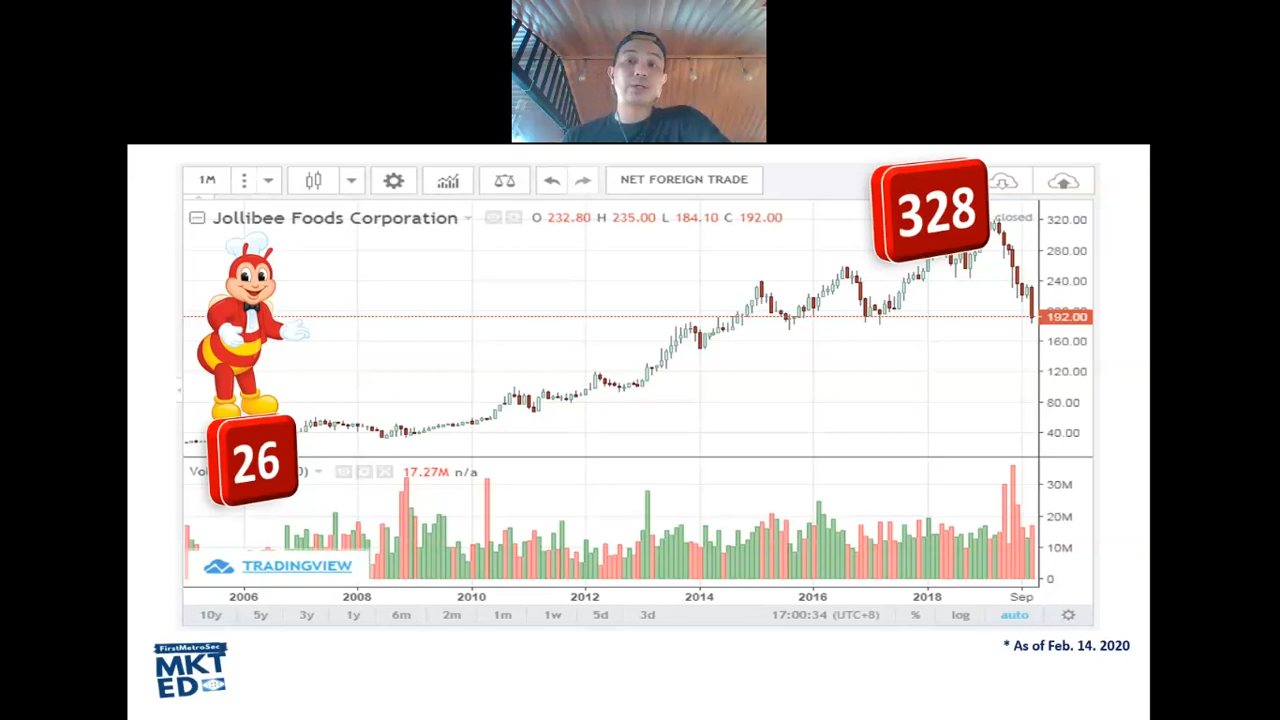 1M NET FOREIGN TRADE
328
Jollibee Foods Corporation O 232.80 H 235.00 L 184.10 C 192.00 closed
320.00
280.00
240.00
192.00
160.00
120.00
80.00
40.00
26
17.27M n/a
30M
20M
10M
0
TRADINGVIEW
2006 2008 2010 2012 2014 2016 2018 Sep
10y 5y 3y 1y 6m 2m 1m 1w 5d 3d 17:00:34 (UTC+8) % log auto
* As of Feb. 14. 2020
FirstMetroSec
MKT
ED